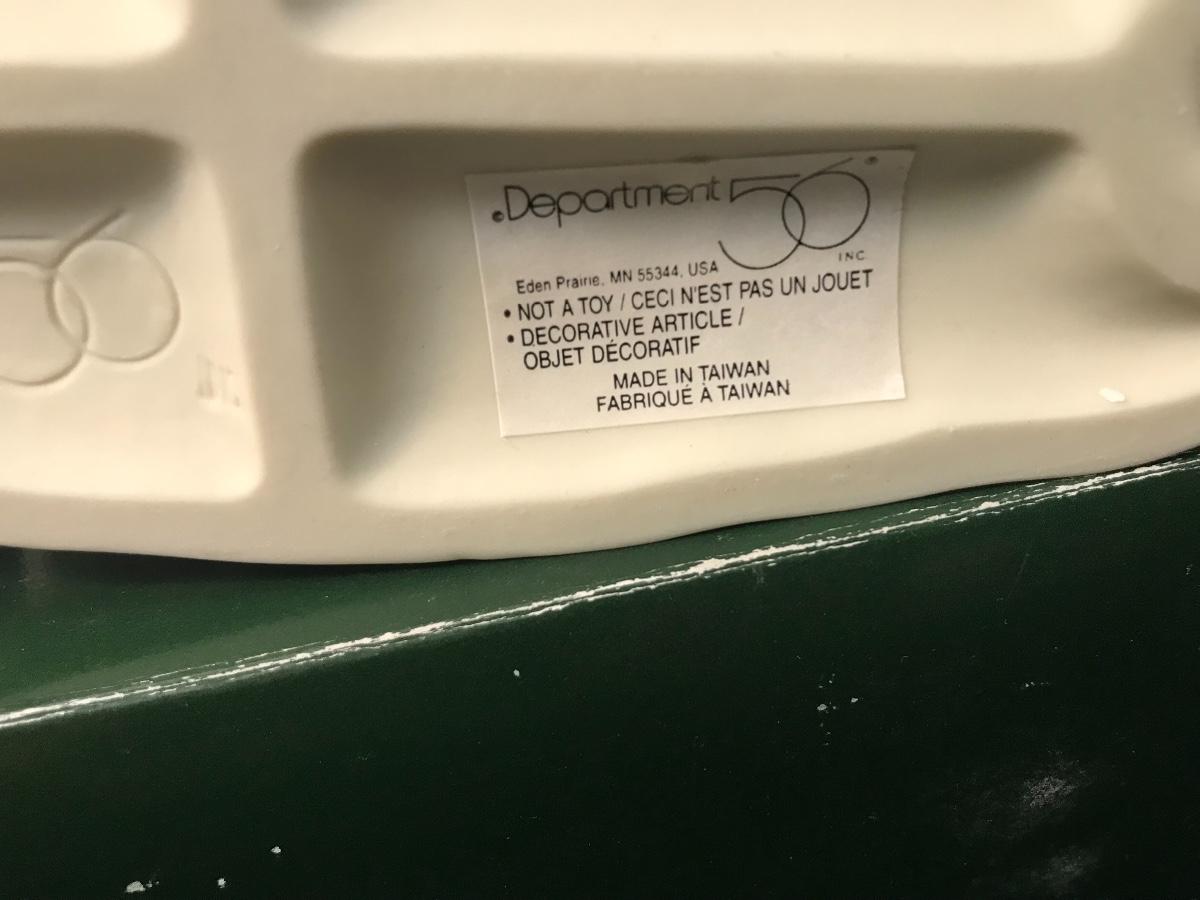 ©Department 56®
INC.
Eden Prairie, MN 55344, USA
• NOT A TOY / CECI N'EST PAS UN JOUET
• DECORATIVE ARTICLE /
OBJET DÉCORATIF
MADE IN TAIWAN
FABRIQUÉ À TAIWAN